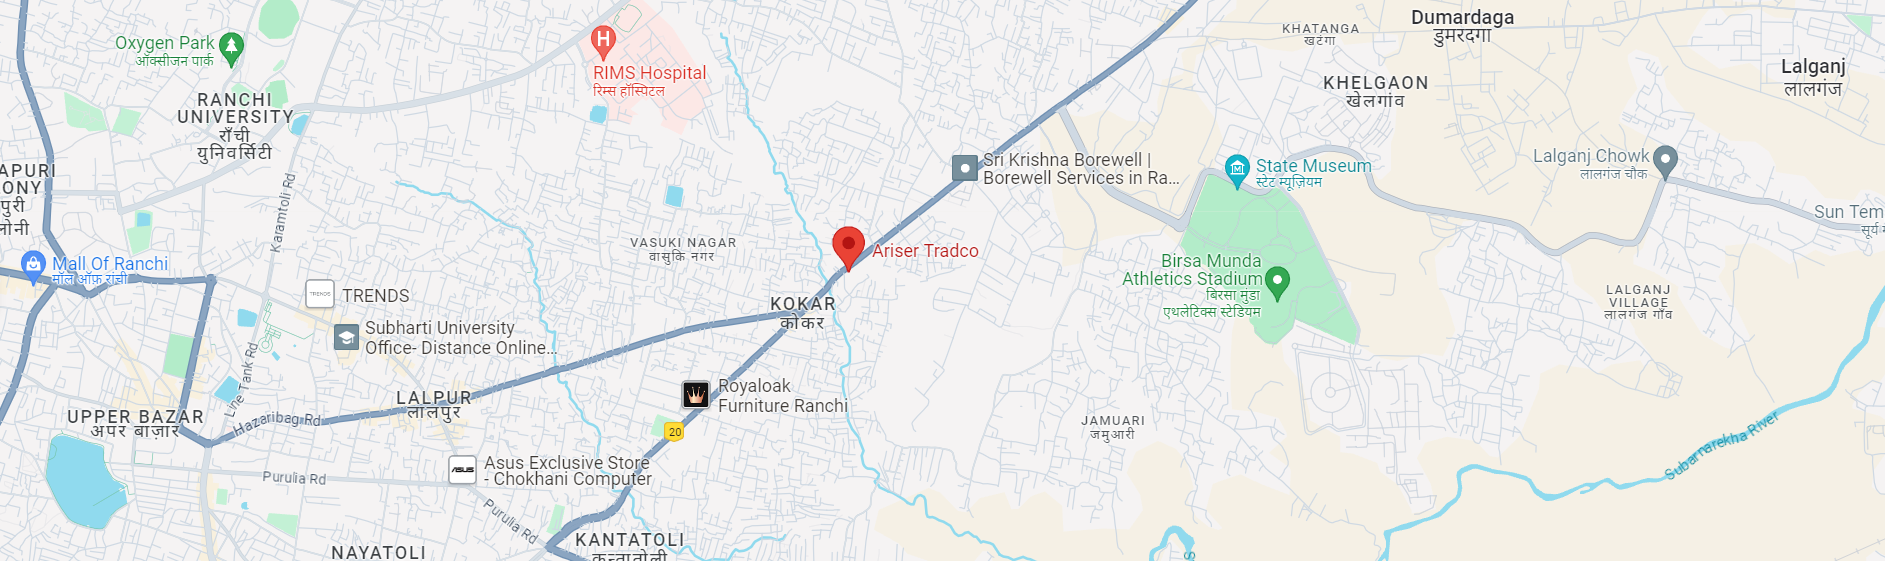 Oxygen Park
ऑक्सीजन पार्क
RIMS Hospital
रिम्स हॉस्पिटल
KHATANGA
खटंगा
Dumardaga
डुमरदगा
KHELGAON
खेलगांव
Lalganj
लालगंज
RANCHI
UNIVERSITY
राँची
युनिवर्सिटी
APURI
ONY
पुरी
लोनी
Karamtoli Rd
Sri Krishna Borewell |
Borewell Services in Ra...
State Museum
स्टेट म्यूज़ियम
Lalganj Chowk
लालगंज चौक
Sun Tem
सूर्य म
VASUKI NAGAR
वासुकि नगर
Ariser Tradco
Mall Of Ranchi
मॉल ऑफ़ रांची
TRENDS
TRENDS
KOKAR
कोकर
Birsa Munda
Athletics Stadium
बिरसा मुंडा
एथलेटिक्स स्टेडियम
LALGANJ
VILLAGE
लालगंज गाँव
Subharti University
Office- Distance Online...
Line Tank Rd
Royaloak
Furniture Ranchi
LALPUR
लालपुर
UPPER BAZAR
अपर बाज़ार
Hazaribag Rd
20
JAMUARI
जमुआरी
Subarnarekha River
ASUS
Asus Exclusive Store
- Chokhani Computer
Purulia Rd
Purulia Rd
NAYATOLI
KANTATOLI
कन्तातोली
S